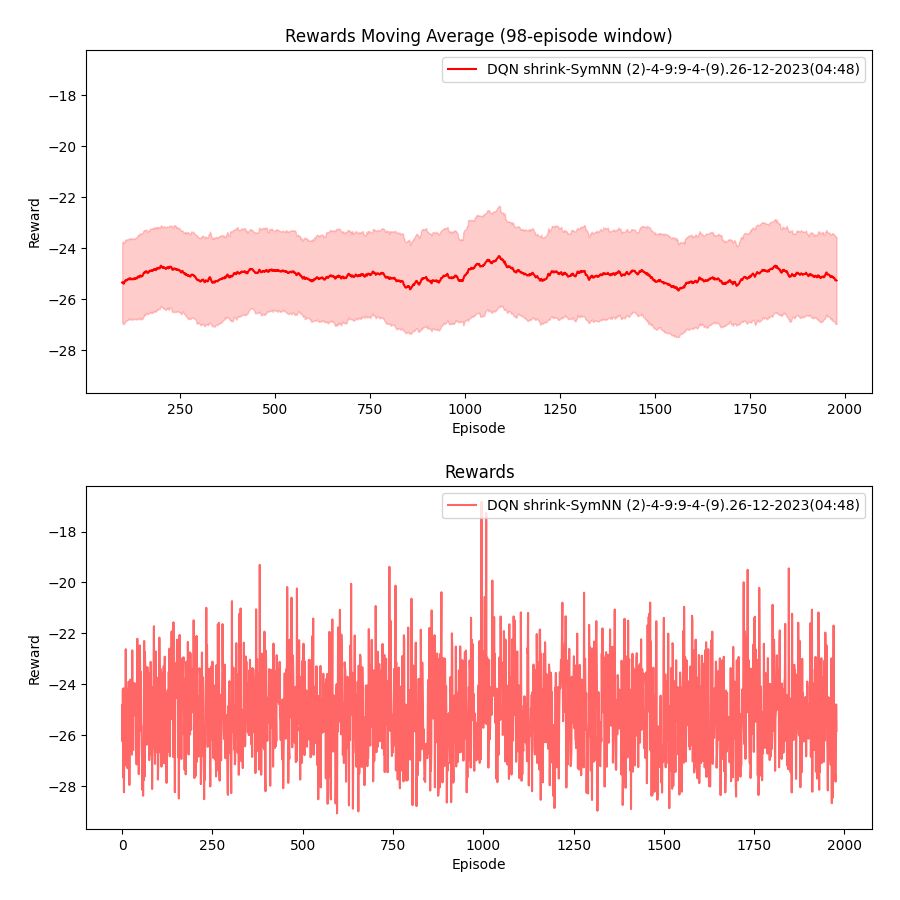 Rewards Moving Average (98-episode window)
DQN shrink-SymNN (2)-4-9:9-4-(9).26-12-2023(04:48)
−18
−20
−22
−24
−26
−28
Reward
250 500 750 1000 1250 1500 1750 2000
Episode
Rewards
DQN shrink-SymNN (2)-4-9:9-4-(9).26-12-2023(04:48)
−18
−20
−22
−24
−26
−28
Reward
0 250 500 750 1000 1250 1500 1750 2000
Episode